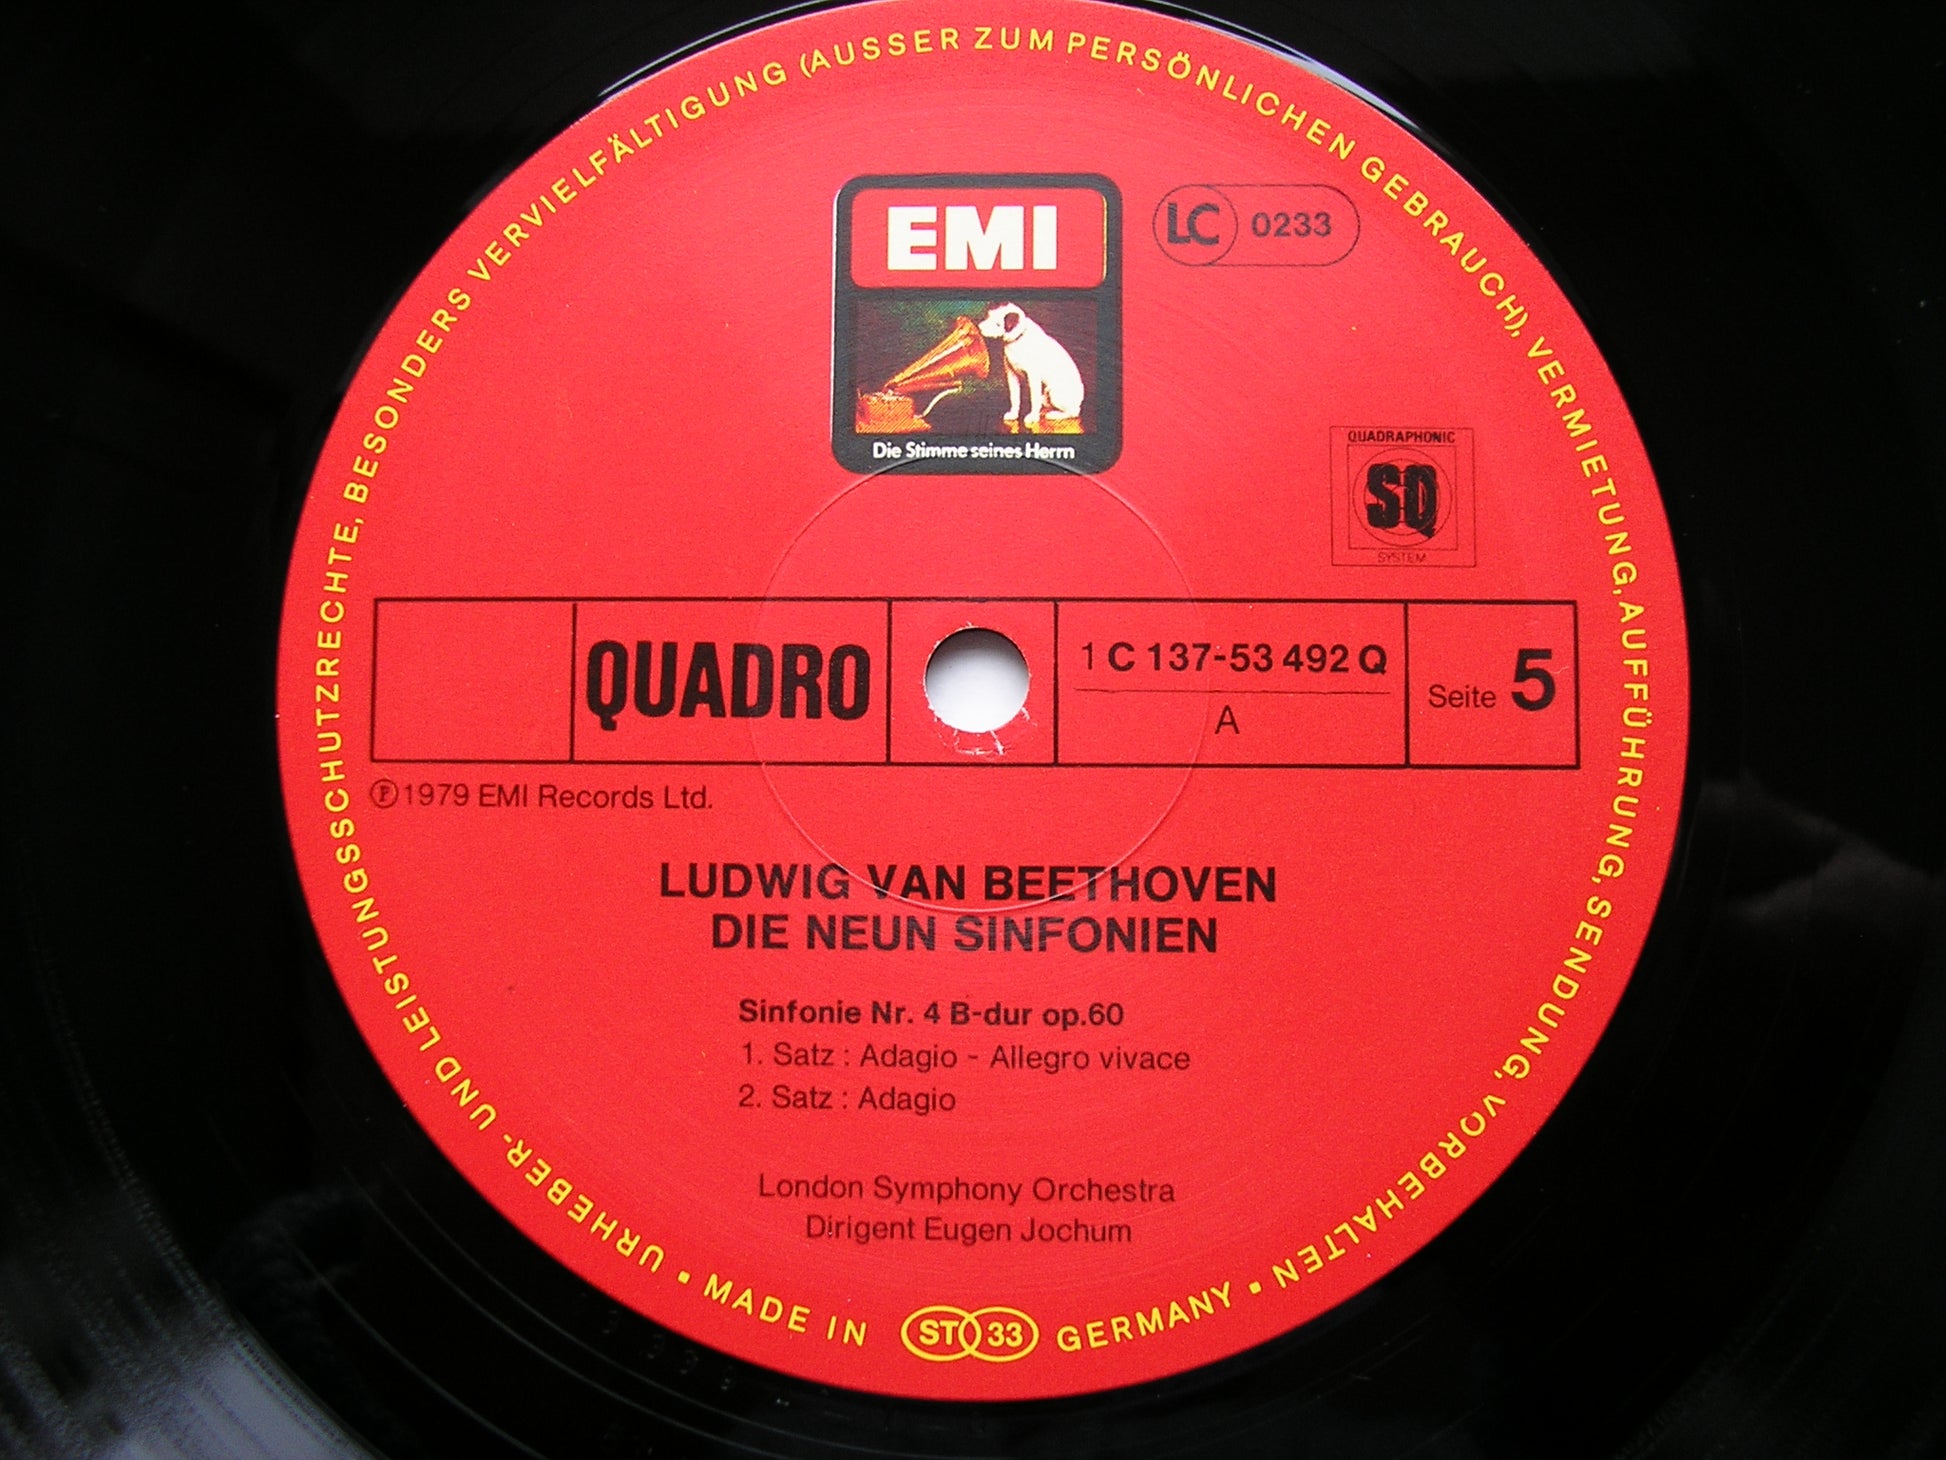 URHEBER- UND LEISTUNGSSCHUTZRECHTE, BESONDERS VERVIELFÄLTIGUNG (AUSSER ZUM PERSÖNLICHEN GEBRAUCH), VERMIETUNG, AUFFÜHRUNG, SENDUNG, VORBEHALTEN
EMI
LC 0233
Die Stimme seines Herrn
QUADRAPHONIC
SQ
SYSTEM
QUADRO
1 C 137-53 492 Q
A
Seite 5
Ⓟ 1979 EMI Records Ltd.
LUDWIG VAN BEETHOVEN
DIE NEUN SINFONIEN
Sinfonie Nr. 4 B-dur op.60
1. Satz : Adagio - Allegro vivace
2. Satz : Adagio
London Symphony Orchestra
Dirigent Eugen Jochum
• MADE IN ST 33 GERMANY •